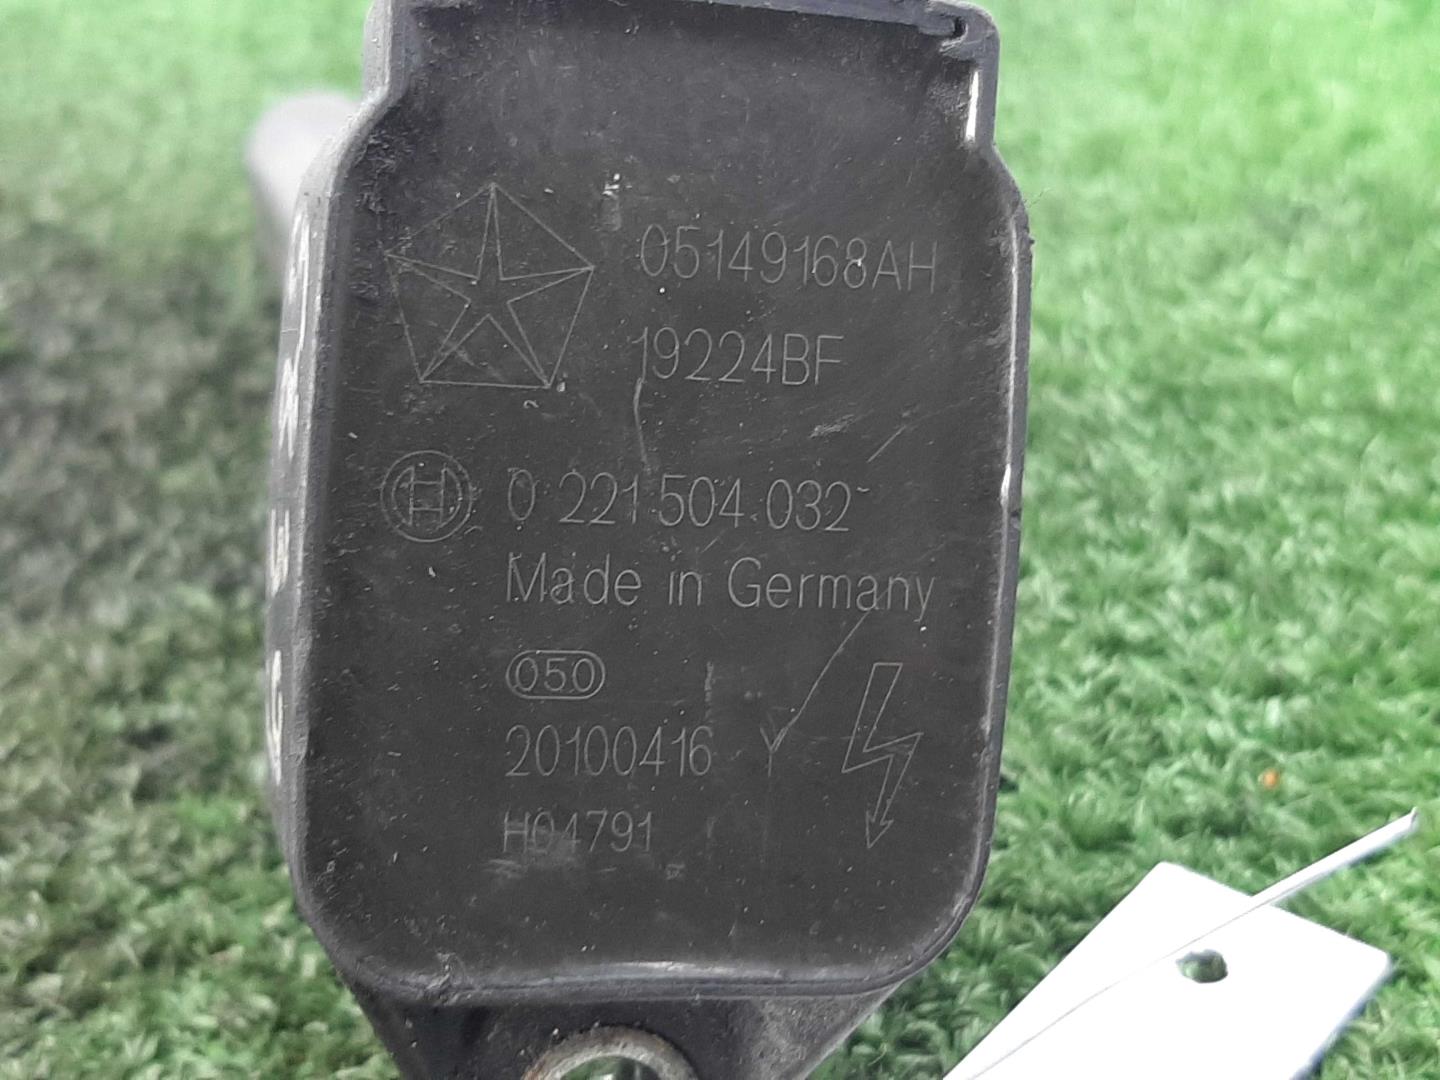 05149168AH
19224BF
0 221 504 032
Made in Germany
050
20100416 Y
H04791